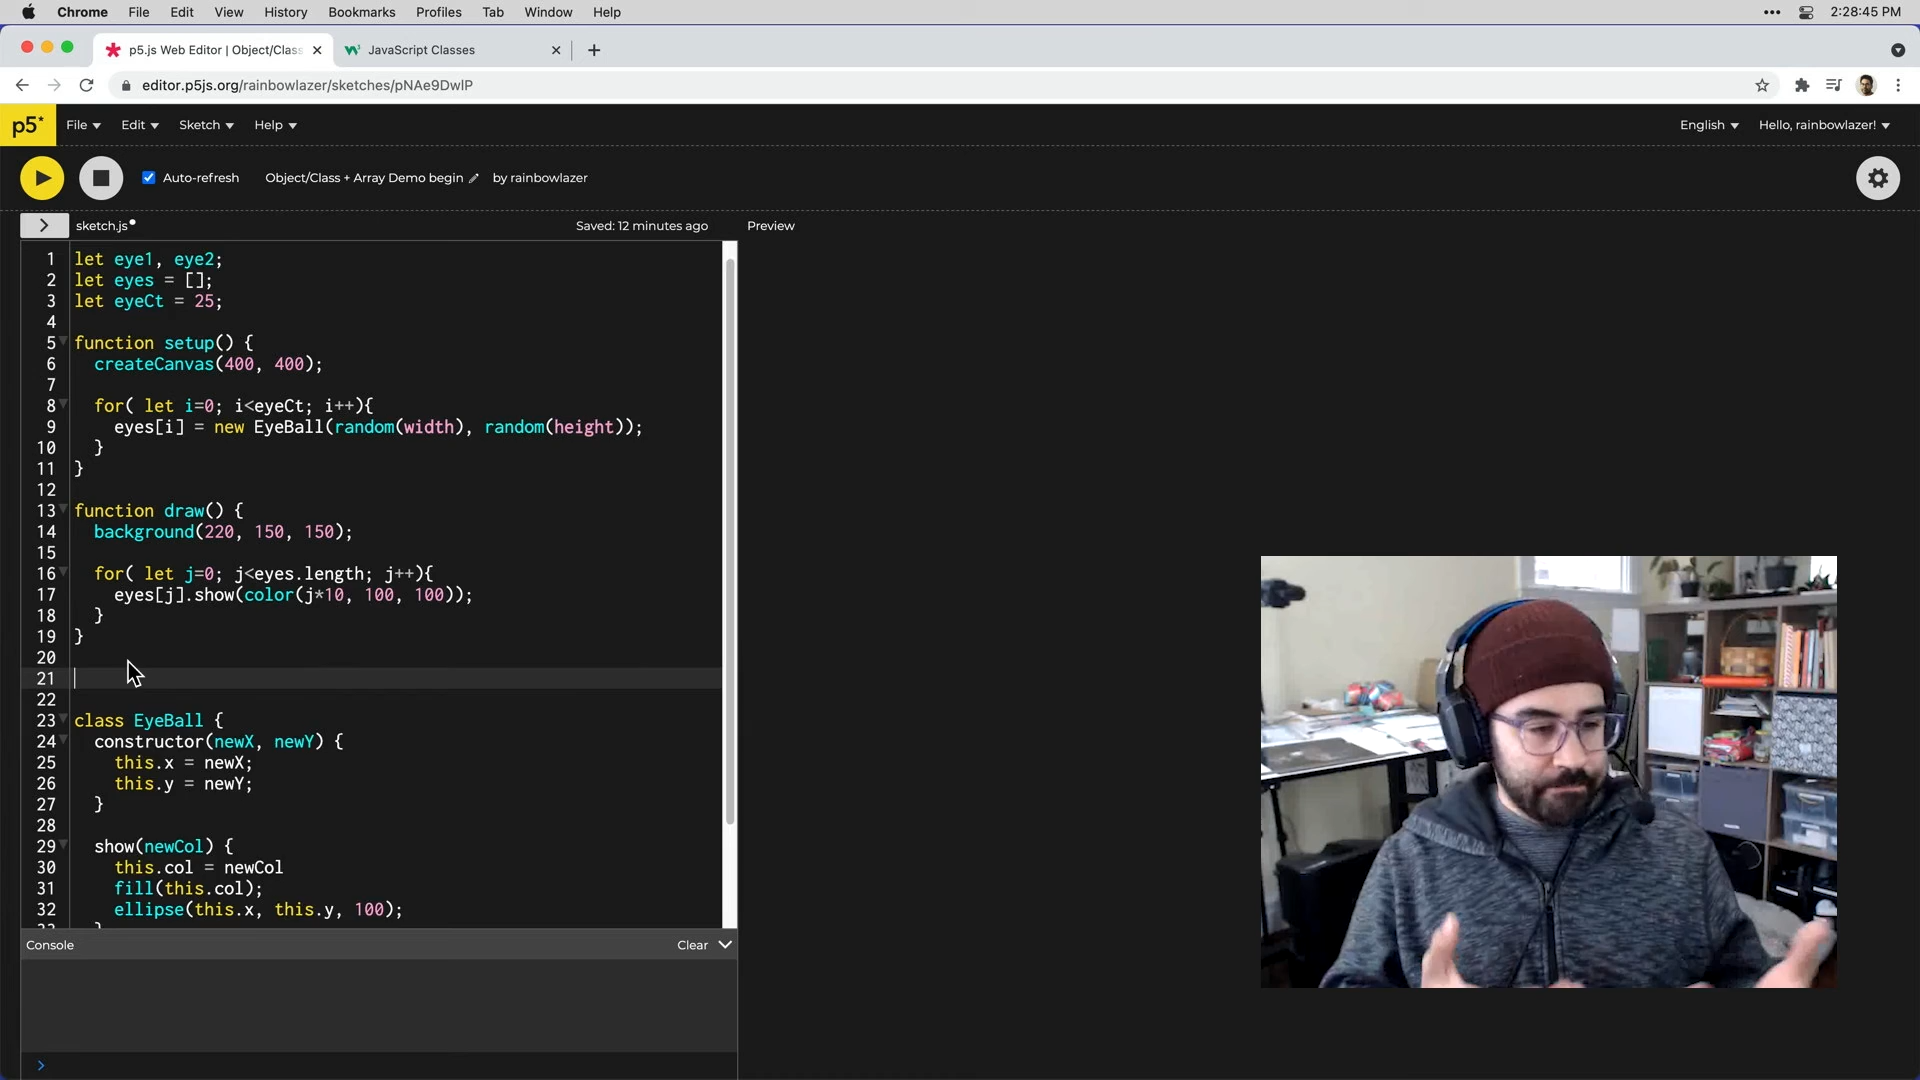 Chrome File Edit View History Bookmarks Profiles Tab Window Help 2:28:45 PM
p5.js Web Editor | Object/Clas JavaScript Classes
editor.p5js.org/rainbowlazer/sketches/pNAe9DwlP
p5* File Edit Sketch Help English Hello, rainbowlazer!
Auto-refresh Object/Class + Array Demo begin by rainbowlazer
sketch.js Saved: 12 minutes ago Preview
1 let eye1, eye2;
2 let eyes = [];
3 let eyeCt = 25;
4
5 function setup() {
6 createCanvas(400, 400);
7
8 for( let i=0; i<eyeCt; i++){
9 eyes[i] = new EyeBall(random(width), random(height));
10 }
11 }
12
13 function draw() {
14 background(220, 150, 150);
15
16 for( let j=0; j<eyes.length; j++){
17 eyes[j].show(color(j*10, 100, 100));
18 }
19 }
20
21
22
23 class EyeBall {
24 constructor(newX, newY) {
25 this.x = newX;
26 this.y = newY;
27 }
28
29 show(newCol) {
30 this.col = newCol
31 fill(this.col);
32 ellipse(this.x, this.y, 100);
Console Clear
>